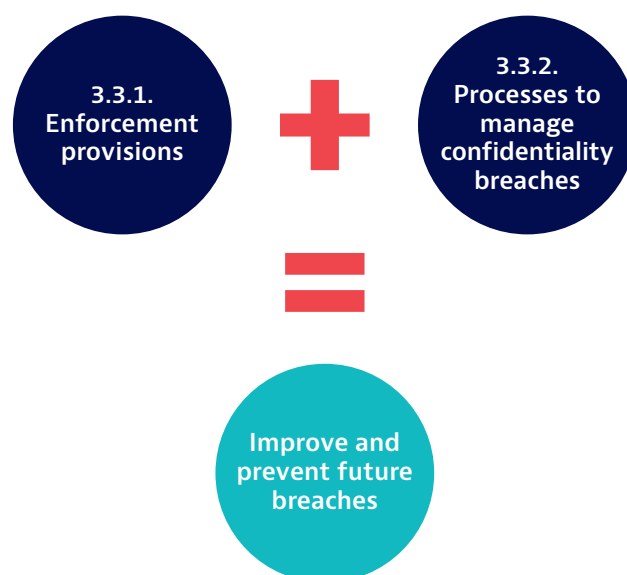 3.3.1.
Enforcement
provisions
3.3.2.
Processes to
manage
confidentiality
breaches
Improve and
prevent future
breaches